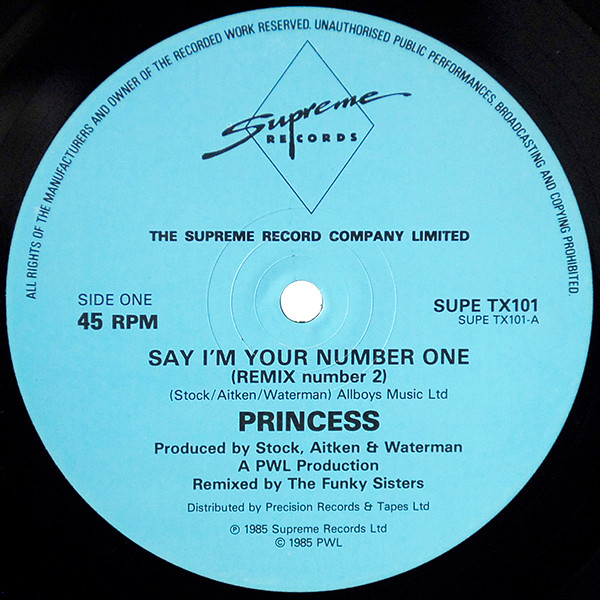 ALL RIGHTS OF THE MANUFACTURERS AND OWNER OF THE RECORDED WORK RESERVED. UNAUTHORISED PUBLIC PERFORMANCES, BROADCASTING AND COPYING PROHIBITED.
Supreme
RECORDS
THE SUPREME RECORD COMPANY LIMITED
SIDE ONE
45 RPM
SUPE TX101
SUPE TX101-A
SAY I'M YOUR NUMBER ONE
(REMIX number 2)
(Stock/Aitken/Waterman) Allboys Music Ltd
PRINCESS
Produced by Stock, Aitken & Waterman
A PWL Production
Remixed by The Funky Sisters
Distributed by Precision Records & Tapes Ltd
℗ 1985 Supreme Records Ltd
© 1985 PWL